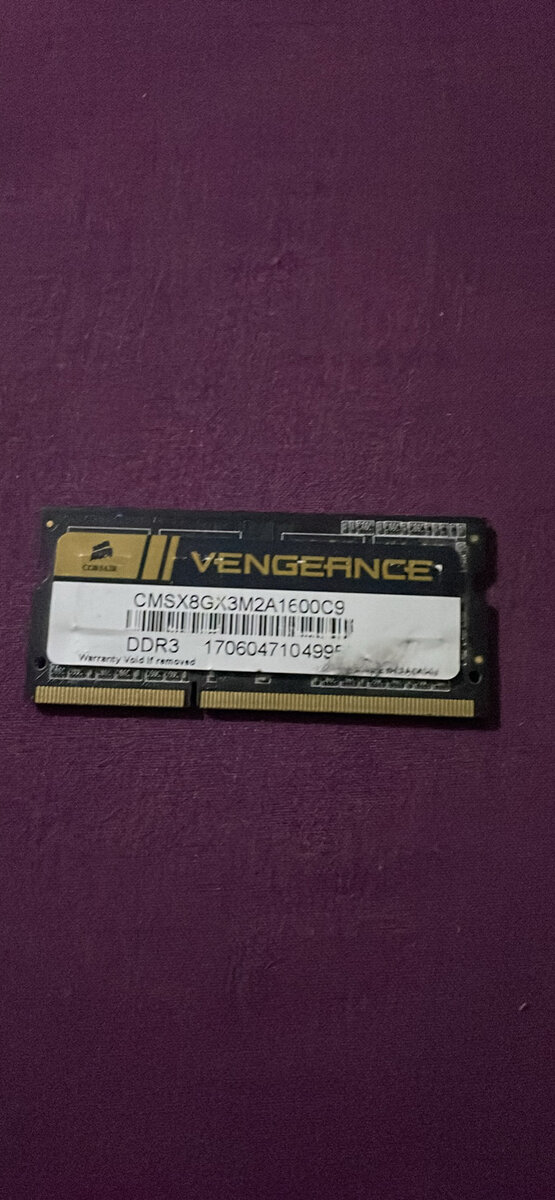 CORSAIR
VENGEANCE
CMSX8GX3M2A1600C9
DDR3 170604710499
Warranty Void if removed